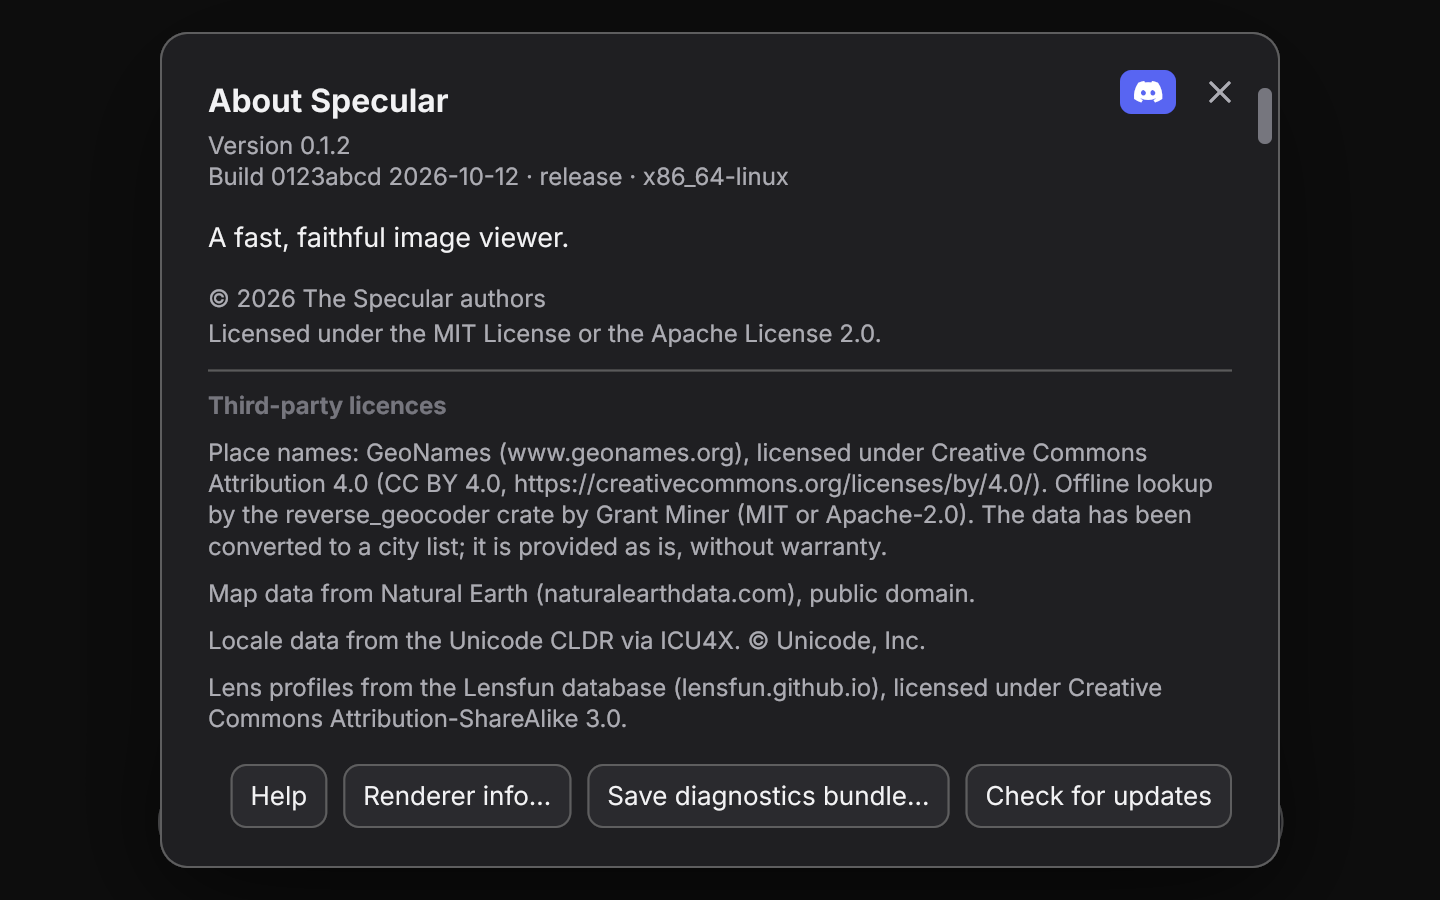 About Specular
Version 0.1.2
Build 0123abcd 2026-10-12 · release · x86_64-linux
A fast, faithful image viewer.
© 2026 The Specular authors
Licensed under the MIT License or the Apache License 2.0.
Third-party licences
Place names: GeoNames (www.geonames.org), licensed under Creative Commons
Attribution 4.0 (CC BY 4.0, https://creativecommons.org/licenses/by/4.0/). Offline lookup
by the reverse_geocoder crate by Grant Miner (MIT or Apache-2.0). The data has been
converted to a city list; it is provided as is, without warranty.
Map data from Natural Earth (naturalearthdata.com), public domain.
Locale data from the Unicode CLDR via ICU4X. © Unicode, Inc.
Lens profiles from the Lensfun database (lensfun.github.io), licensed under Creative
Commons Attribution-ShareAlike 3.0.
Help
Renderer info...
Save diagnostics bundle...
Check for updates